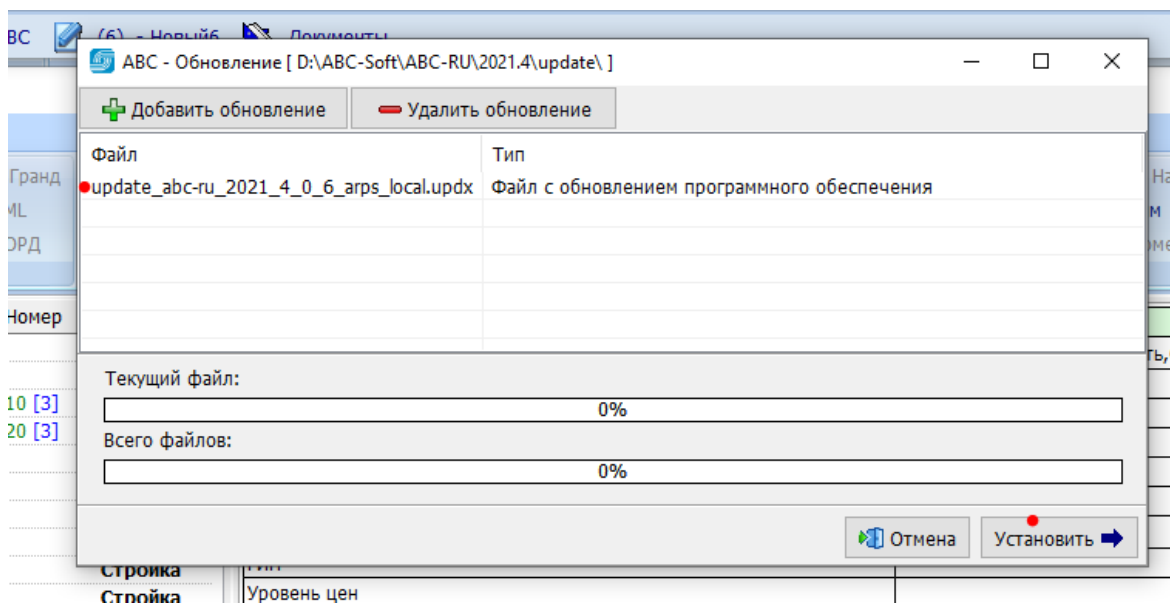 ВС (6) - Новый6 Документы
АВС - Обновление [ D:\ABC-Soft\ABC-RU\2021.4\update\ ]
Добавить обновление Удалить обновление
Файл Тип
Гранд
update_abc-ru_2021_4_0_6_arps_local.updx Файл с обновлением программного обеспечения
ML
ОРД
Номер
Текущий файл:
10 [3]
0%
20 [3]
Всего файлов:
0%
Отмена Установить
Стройка
Стройка Уровень цен